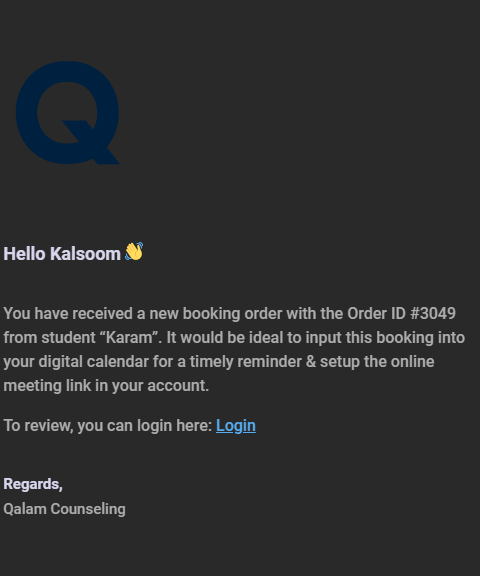 Q
Hello Kalsoom 👋
You have received a new booking order with the Order ID #3049
from student “Karam”. It would be ideal to input this booking into
your digital calendar for a timely reminder & setup the online
meeting link in your account.
To review, you can login here: Login
Regards,
Qalam Counseling